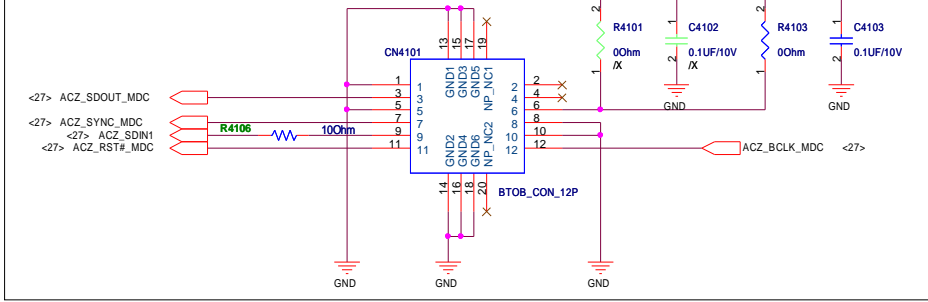 2
2
R4101
C4102
R4103
C4103
0Ohm
0.1UF/10V
0Ohm
0.1UF/10V
/X
/X
1
1
1
2
1
2
GND
GND
CN4101
13
15
17
19
GND1
GND3
GND5
NP_NC1
1
1
2
2
<27> ACZ_SDOUT_MDC
3
3
4
4
5
5
6
6
<27> ACZ_SYNC_MDC
7
7
8
8
<27> ACZ_SDIN1
R4106
10Ohm
9
9
10
10
<27> ACZ_RST#_MDC
11
11
12
12
ACZ_BCLK_MDC <27>
GND2
GND4
GND6
NP_NC2
14
16
18
20
BTOB_CON_12P
GND
GND
GND